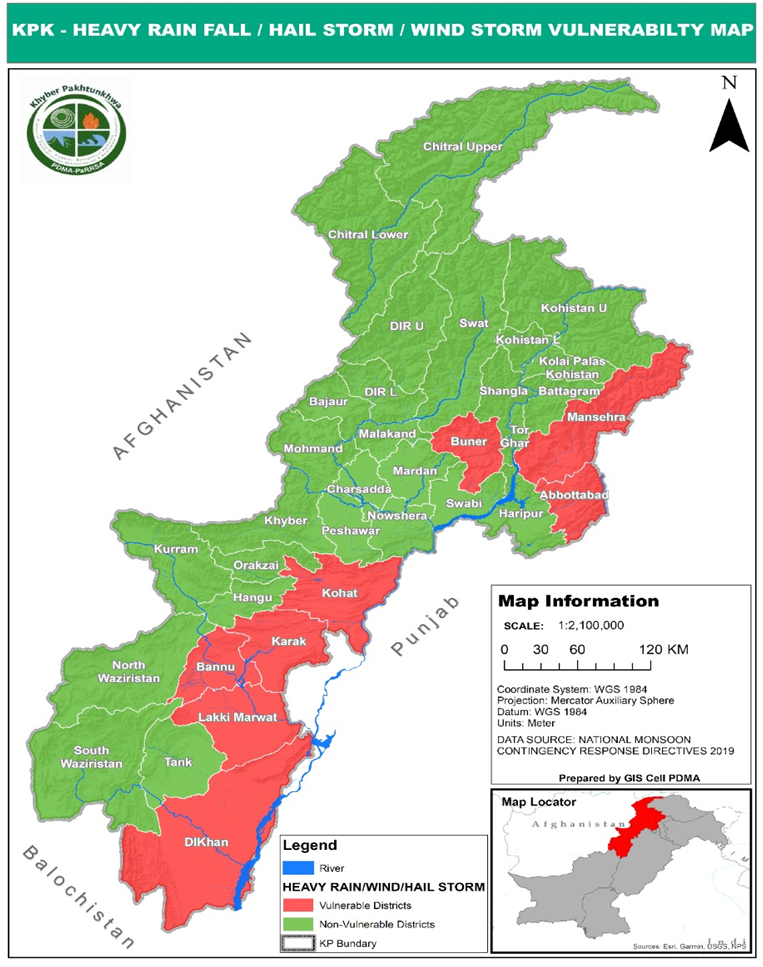 KPK - HEAVY RAIN FALL / HAIL STORM / WIND STORM VULNERABILTY MAP
Khyber Pakhtunkhwa
PDMA-PaRRSA
N
Chitral Upper
Chitral Lower
AFGHANISTAN
Kohistan U
DIR U
Swat
Kohistan L
Kolai Palas
Kohistan
DIR L
Shangla
Battagram
Bajaur
Mansehra
Malakand
Buner
Tor
Ghar
Mohmand
Mardan
Charsadda
Abbottabad
Swabi
Haripur
Nowshera
Khyber
Peshawar
Kurram
Orakzai
Hangu
Kohat
Punjab
Karak
North
Waziristan
Bannu
Lakki Marwat
South
Waziristan
Tank
DIKhan
Balochistan
Map Information
SCALE: 1:2,100,000
0 30 60 120 KM
Coordinate System: WGS 1984
Projection: Mercator Auxiliary Sphere
Datum: WGS 1984
Units: Meter
DATA SOURCE: NATIONAL MONSOON
CONTINGENCY RESPONSE DIRECTIVES 2019
Prepared by GIS Cell PDMA
Map Locator
Afghanistan
Sources: Esri, Garmin, USGS, NPS
Legend
River
HEAVY RAIN/WIND/HAIL STORM
Vulnerable Districts
Non-Vulnerable Districts
KP Bundary